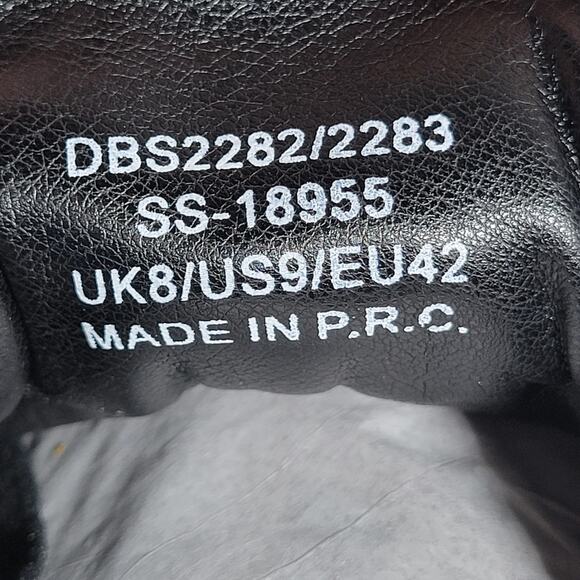 DBS2282/2283
SS-18955
UK8/US9/EU42
MADE IN P.R.C.